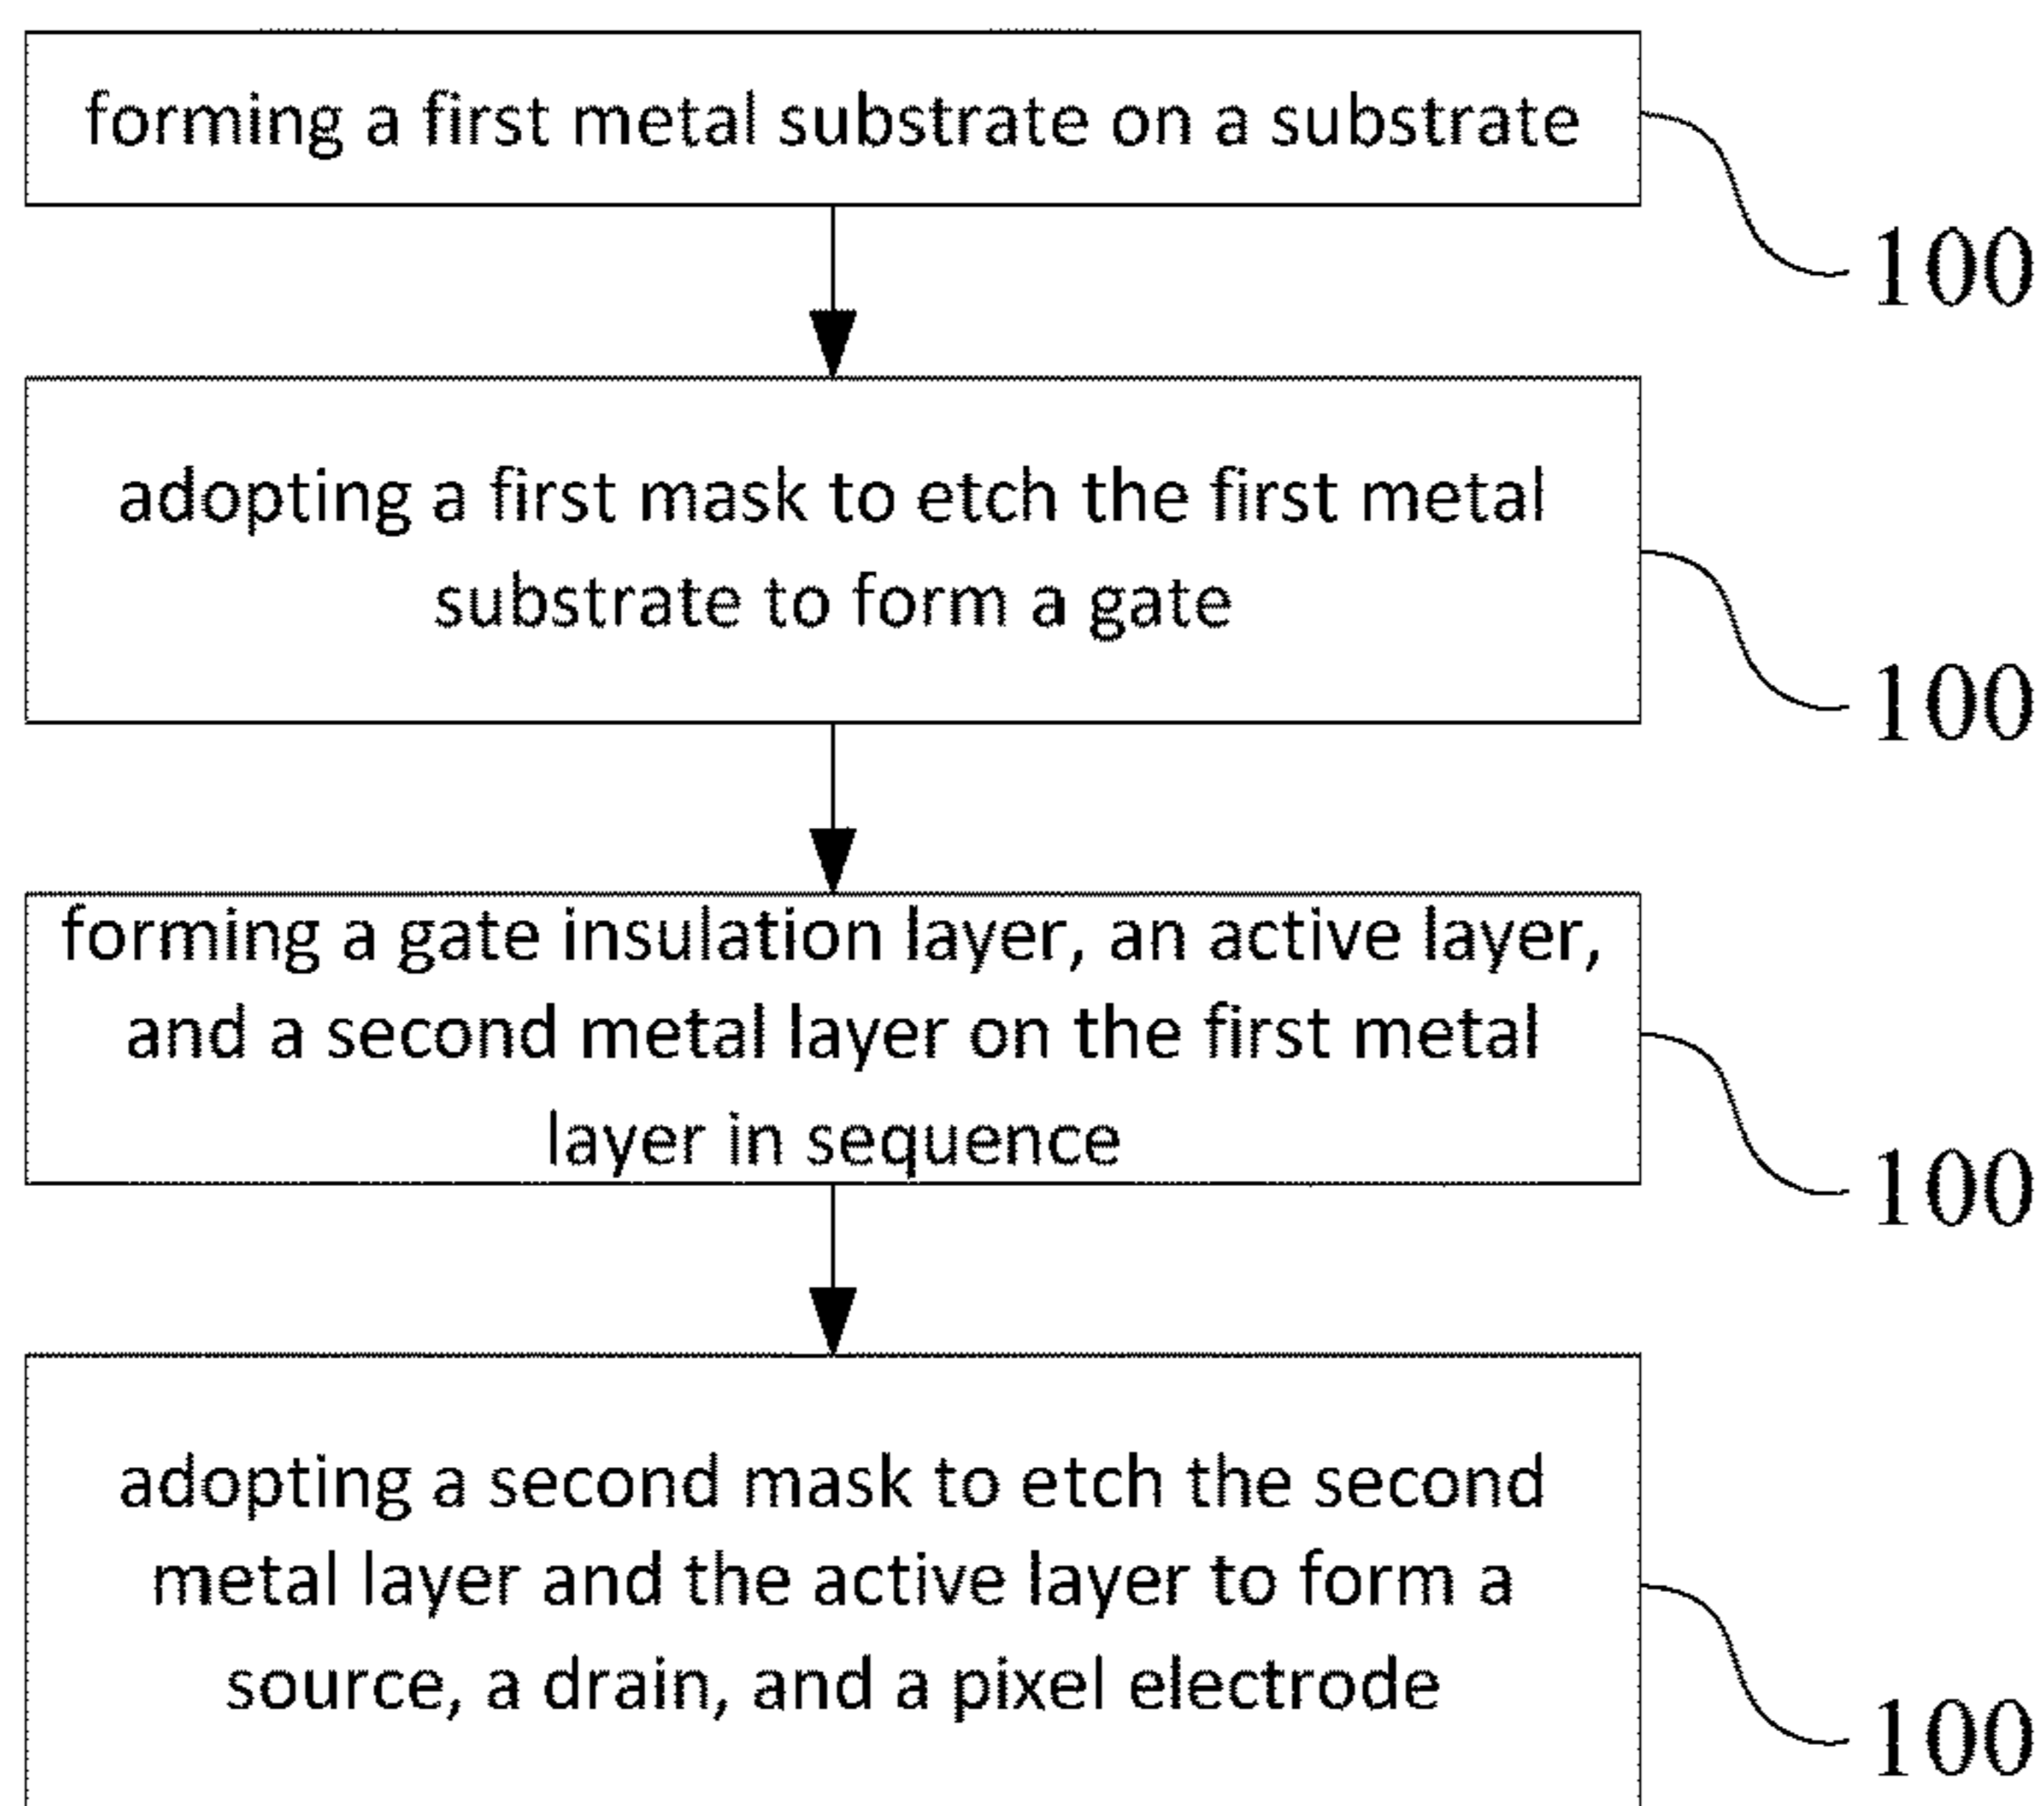 forming a first metal substrate on a substrate
100
adopting a first mask to etch the first metal
substrate to form a gate
100
forming a gate insulation layer, an active layer,
and a second metal layer on the first metal
layer in sequence
100
adopting a second mask to etch the second
metal layer and the active layer to form a
source, a drain, and a pixel electrode
100